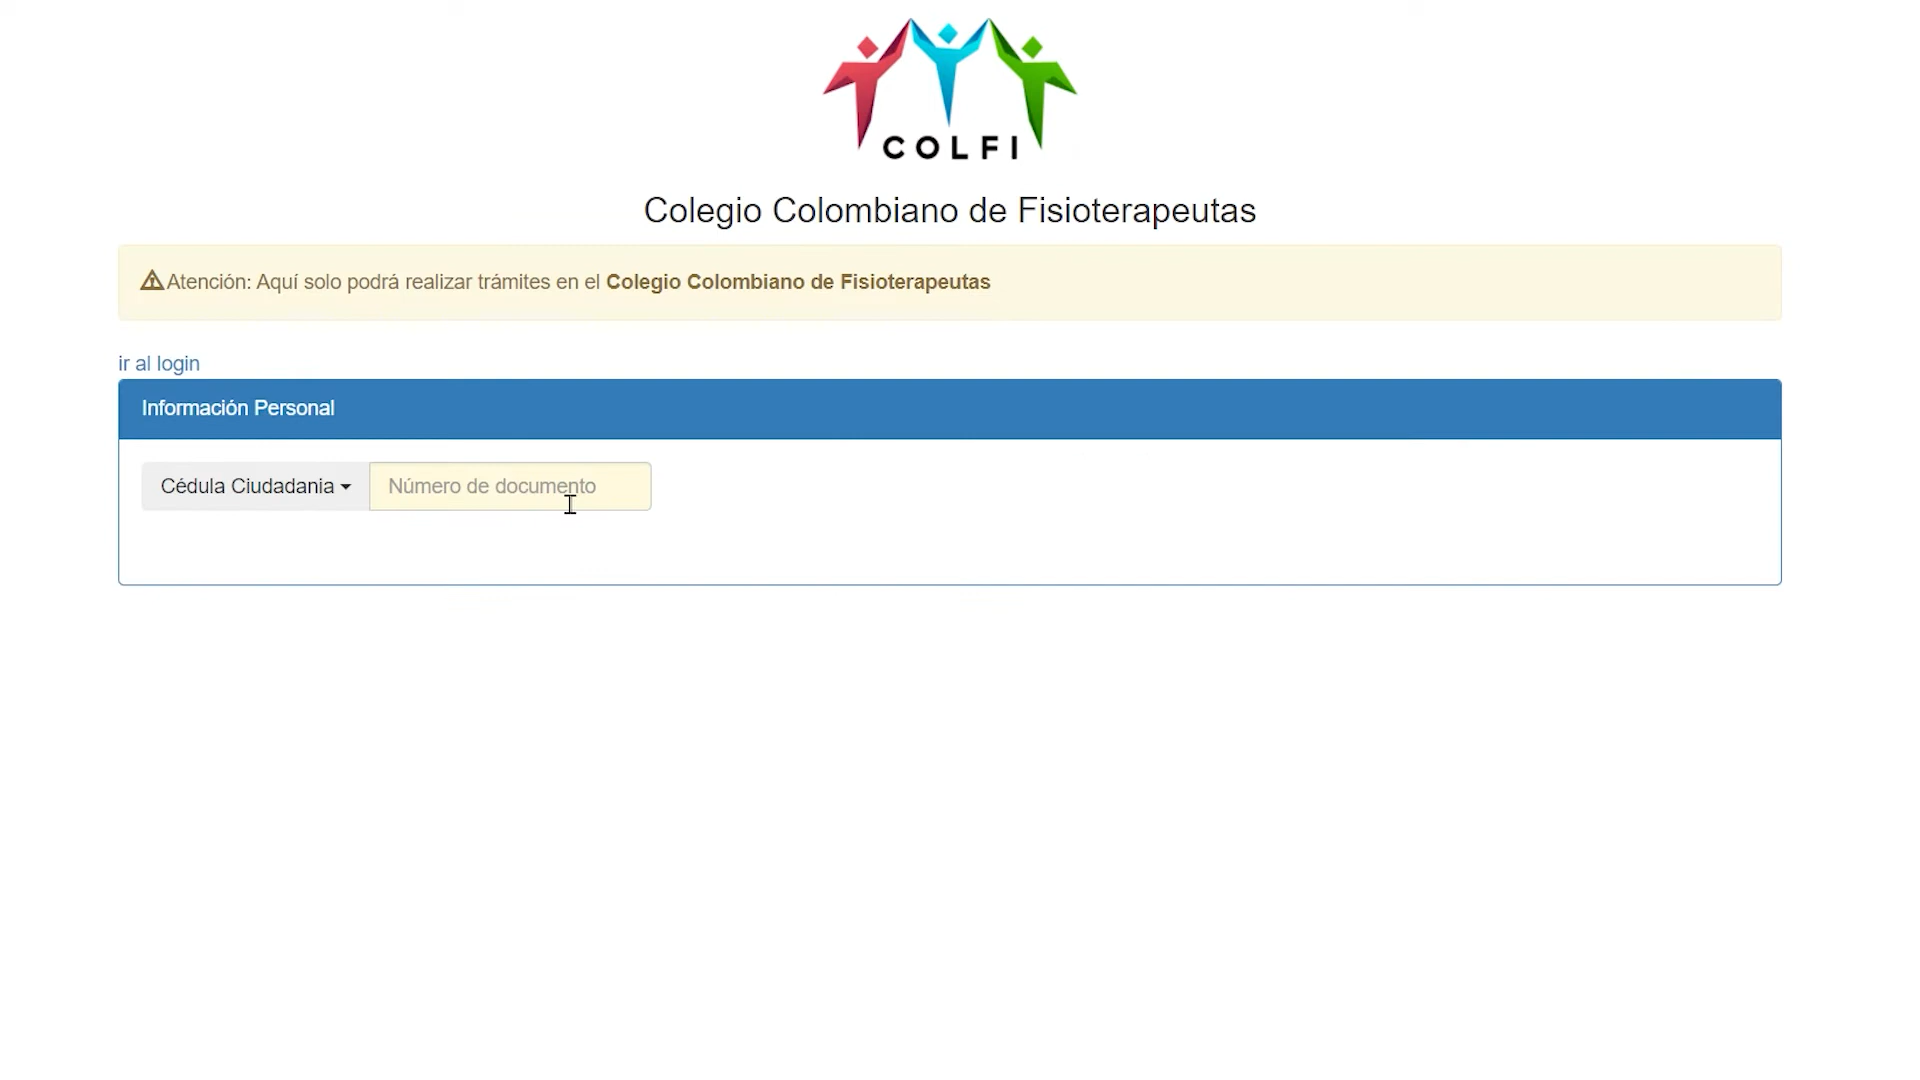 COLFI
Colegio Colombiano de Fisioterapeutas
Atención: Aquí solo podrá realizar trámites en el Colegio Colombiano de Fisioterapeutas
ir al login
Información Personal
Cédula Ciudadania
Número de documento